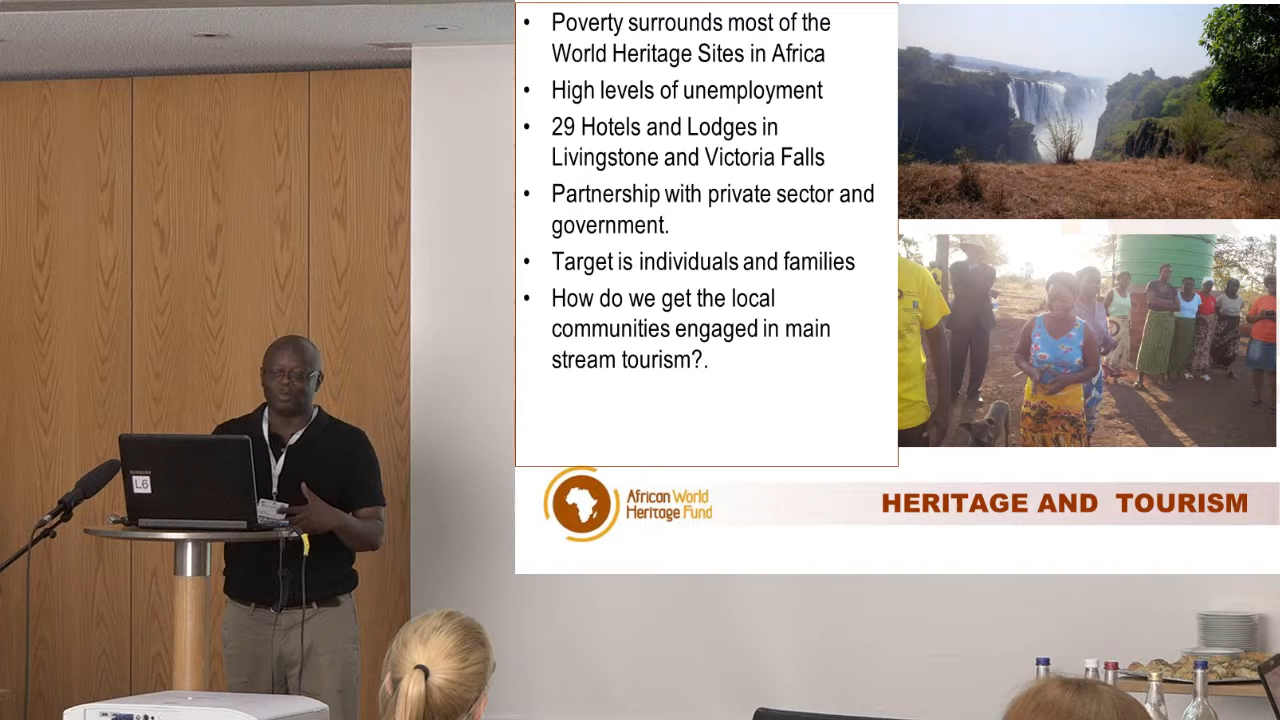 • Poverty surrounds most of the
World Heritage Sites in Africa
• High levels of unemployment
• 29 Hotels and Lodges in
Livingstone and Victoria Falls
• Partnership with private sector and
government.
• Target is individuals and families
• How do we get the local
communities engaged in main
stream tourism?.
African World
Heritage Fund
HERITAGE AND TOURISM
SAMSUNG
L6